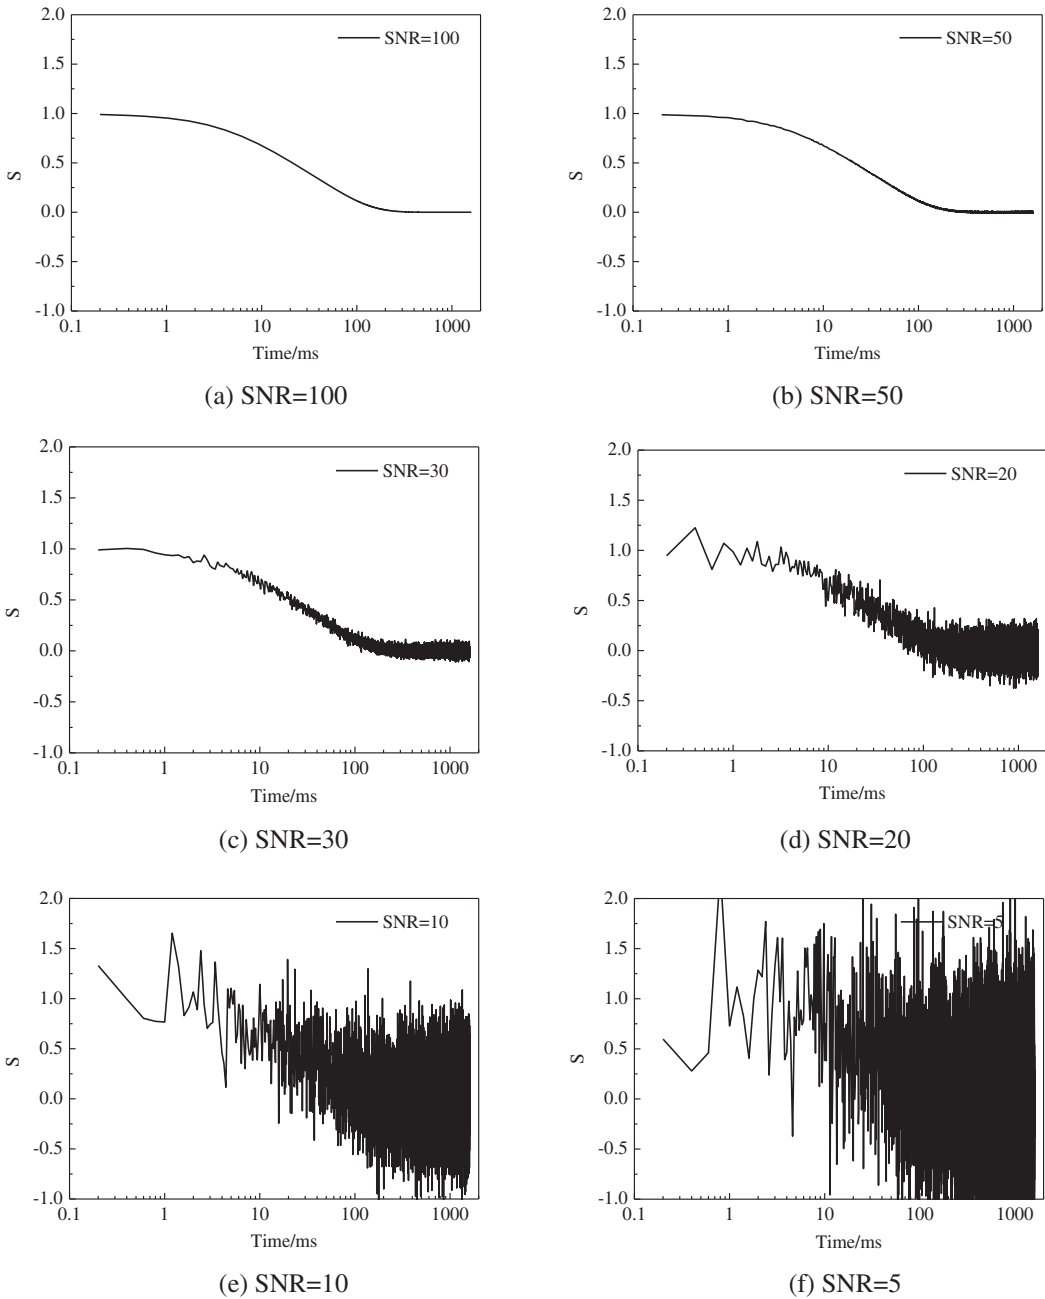 2.0
SNR=100
1.5
1.0
0.5
0.0
-0.5
-1.0
S
0.1 1 10 100 1000
Time/ms
(a) SNR=100
2.0
SNR=50
1.5
1.0
0.5
0.0
-0.5
-1.0
S
0.1 1 10 100 1000
Time/ms
(b) SNR=50
2.0
SNR=30
1.5
1.0
0.5
0.0
-0.5
-1.0
S
0.1 1 10 100 1000
Time/ms
(c) SNR=30
2.0
SNR=20
1.5
1.0
0.5
0.0
-0.5
-1.0
S
0.1 1 10 100 1000
Time/ms
(d) SNR=20
2.0
SNR=10
1.5
1.0
0.5
0.0
-0.5
-1.0
S
0.1 1 10 100 1000
Time/ms
(e) SNR=10
2.0
SNR=5
1.5
1.0
0.5
0.0
-0.5
-1.0
S
0.1 1 10 100 1000
Time/ms
(f) SNR=5